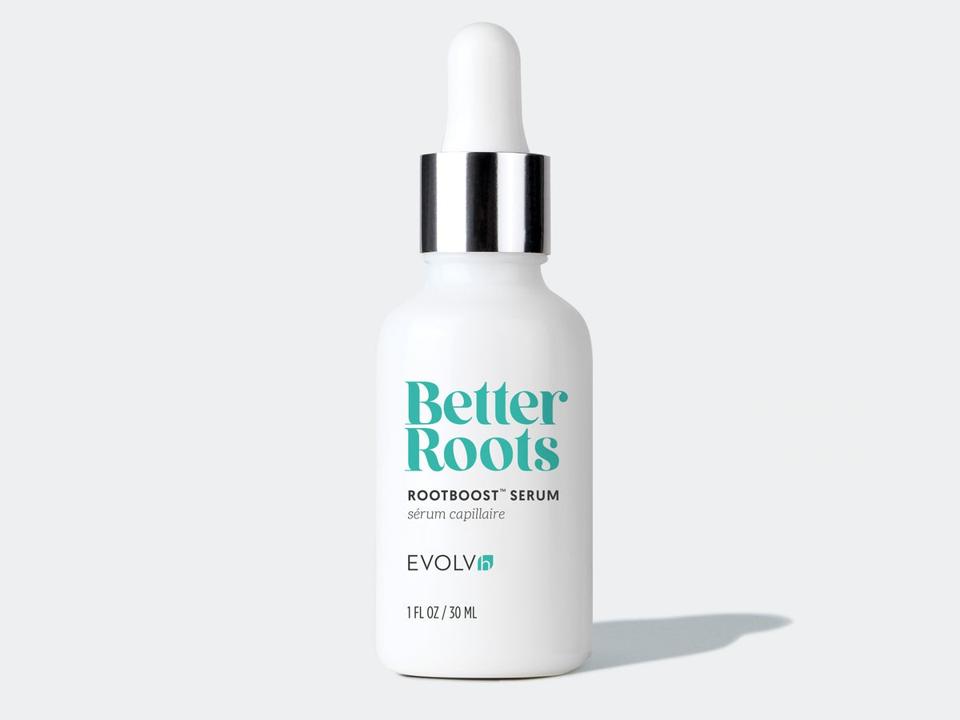 Better
Roots
ROOTBOOST™ SERUM
sérum capillaire
EVOLVh
1 FL OZ / 30 ML